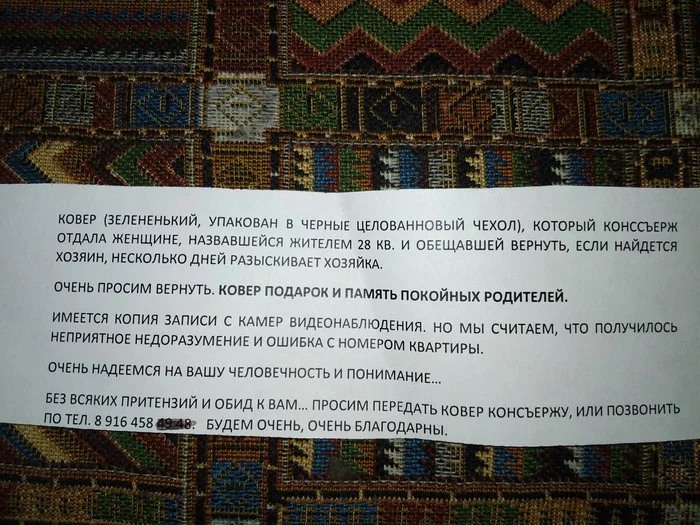 КОВЕР (ЗЕЛЕНЕНЬКИЙ, УПАКОВАН В ЧЕРНЫЕ ЦЕЛОВАННОВЫЙ ЧЕХОЛ), КОТОРЫЙ КОНССЪЕРЖ
ОТДАЛА ЖЕНЩИНЕ, НАЗВАВШЕЙСЯ ЖИТЕЛЕМ 28 КВ. И ОБЕЩАВШЕЙ ВЕРНУТЬ, ЕСЛИ НАЙДЕТСЯ
ХОЗЯИН, НЕСКОЛЬКО ДНЕЙ РАЗЫСКИВАЕТ ХОЗЯЙКА.
ОЧЕНЬ ПРОСИМ ВЕРНУТЬ. КОВЕР ПОДАРОК И ПАМЯТЬ ПОКОЙНЫХ РОДИТЕЛЕЙ.
ИМЕЕТСЯ КОПИЯ ЗАПИСИ С КАМЕР ВИДЕОНАБЛЮДЕНИЯ. НО МЫ СЧИТАЕМ, ЧТО ПОЛУЧИЛОСЬ
НЕПРИЯТНОЕ НЕДОРАЗУМЕНИЕ И ОШИБКА С НОМЕРОМ КВАРТИРЫ.
ОЧЕНЬ НАДЕЕМСЯ НА ВАШУ ЧЕЛОВЕЧНОСТЬ И ПОНИМАНИЕ...
БЕЗ ВСЯКИХ ПРИТЕНЗИЙ И ОБИД К ВАМ... ПРОСИМ ПЕРЕДАТЬ КОВЕР КОНСЪЕРЖУ, ИЛИ ПОЗВОНИТЬ
ПО ТЕЛ. 8 916 458 БУДЕМ ОЧЕНЬ, ОЧЕНЬ БЛАГОДАРНЫ.